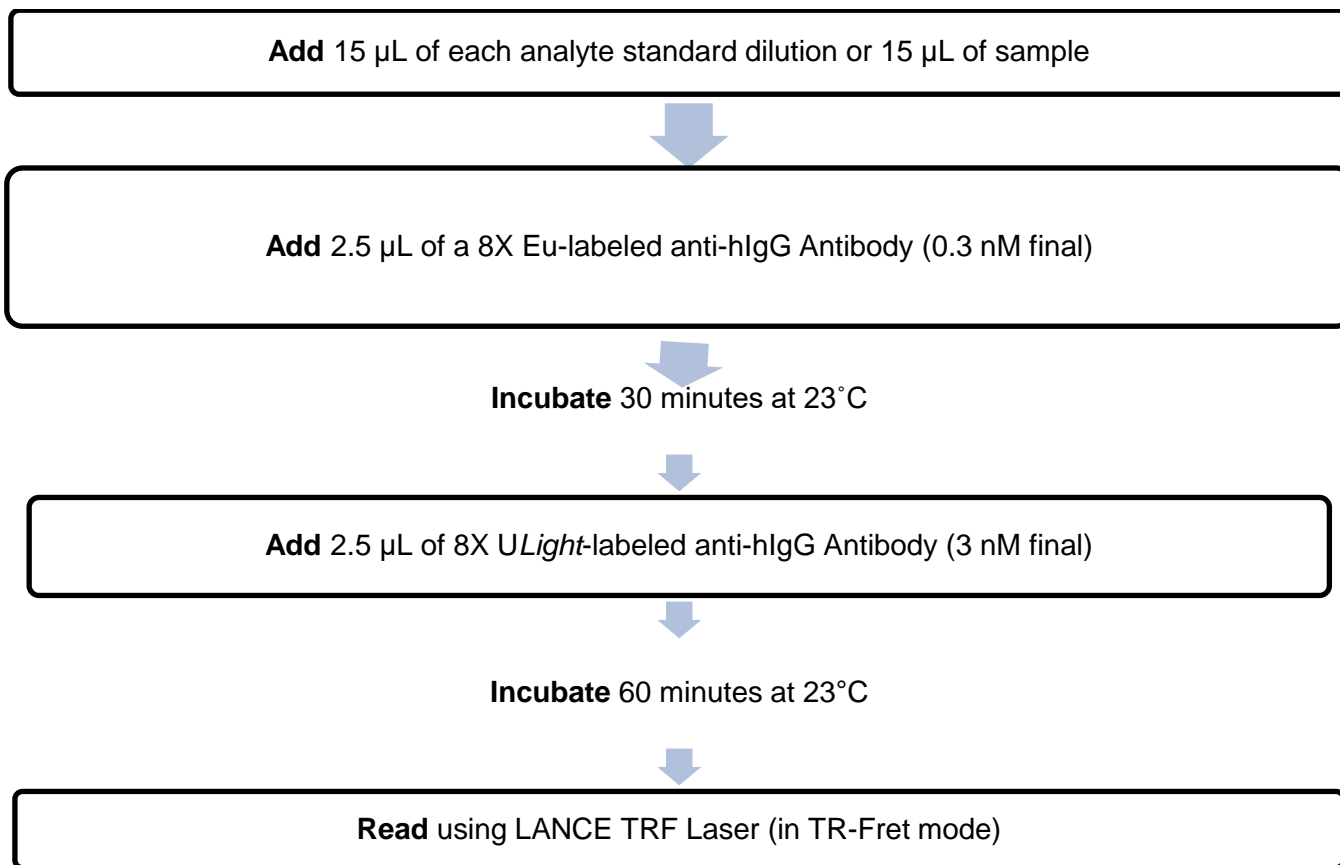 Add 15 µL of each analyte standard dilution or 15 µL of sample
Add 2.5 µL of a 8X Eu-labeled anti-hIgG Antibody (0.3 nM final)
Incubate 30 minutes at 23˚C
Add 2.5 µL of 8X ULight-labeled anti-hIgG Antibody (3 nM final)
Incubate 60 minutes at 23°C
Read using LANCE TRF Laser (in TR-Fret mode)